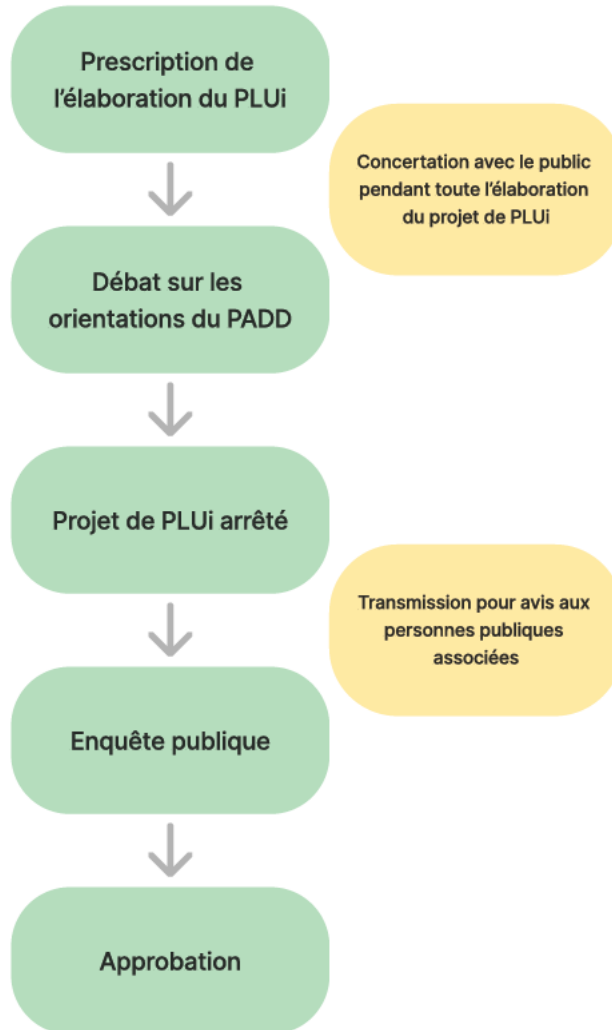 Prescription de
l'élaboration du PLUi
Concertation avec le public
pendant toute l'élaboration
du projet de PLUi
Débat sur les
orientations du PADD
Projet de PLUi arrêté
Transmission pour avis aux
personnes publiques
associées
Enquête publique
Approbation